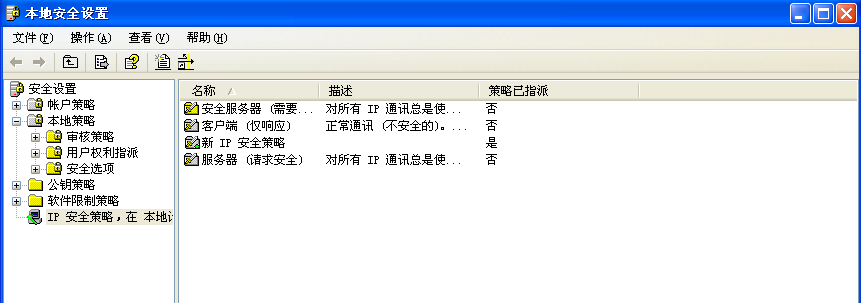 本地安全设置
文件(F) 操作(A) 查看(V) 帮助(H)
安全设置
帐户策略
本地策略
审核策略
用户权利指派
安全选项
公钥策略
软件限制策略
IP 安全策略，在 本地
名称 描述 策略已指派
安全服务器 (需要... 对所有 IP 通讯总是使... 否
客户端 (仅响应) 正常通讯 (不安全的)。... 否
新 IP 安全策略 是
服务器 (请求安全) 对所有 IP 通讯总是使... 否